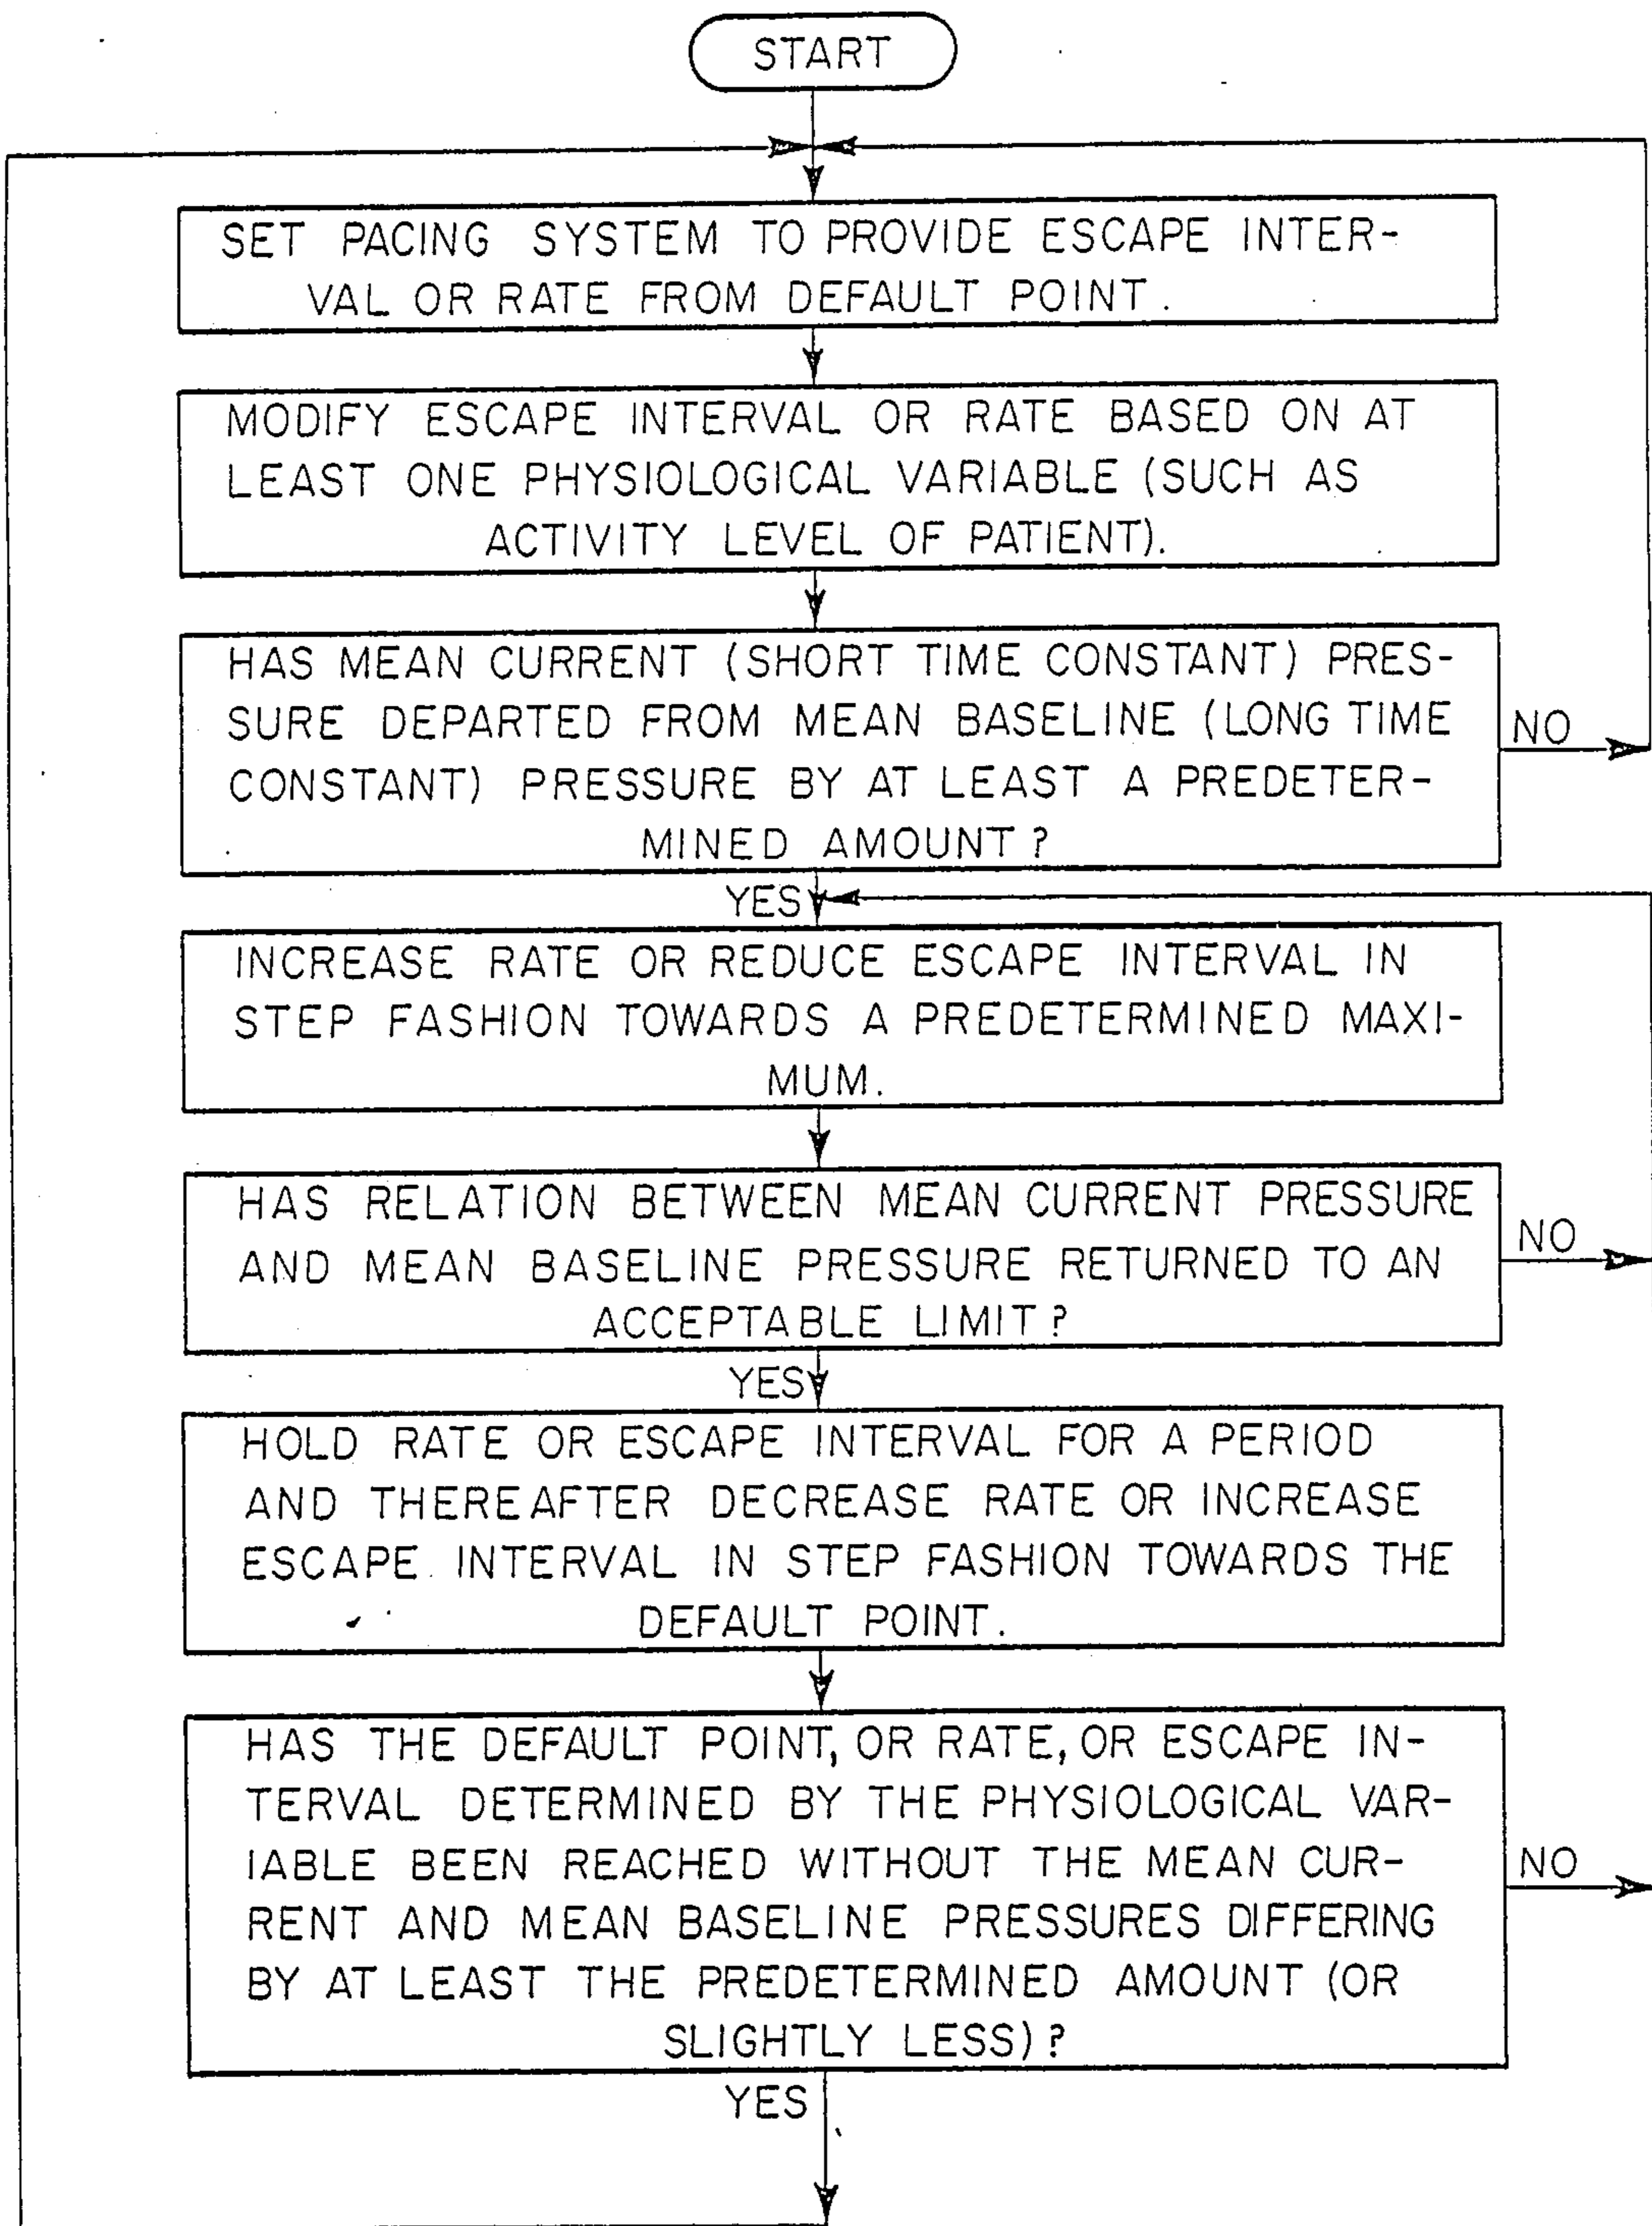 START
SET PACING SYSTEM TO PROVIDE ESCAPE INTER-
VAL OR RATE FROM DEFAULT POINT.
MODIFY ESCAPE INTERVAL OR RATE BASED ON AT
LEAST ONE PHYSIOLOGICAL VARIABLE (SUCH AS
ACTIVITY LEVEL OF PATIENT).
HAS MEAN CURRENT (SHORT TIME CONSTANT) PRES-
SURE DEPARTED FROM MEAN BASELINE (LONG TIME
CONSTANT) PRESSURE BY AT LEAST A PREDETER-
MINED AMOUNT?
NO
YES
INCREASE RATE OR REDUCE ESCAPE INTERVAL IN
STEP FASHION TOWARDS A PREDETERMINED MAXI-
MUM.
HAS RELATION BETWEEN MEAN CURRENT PRESSURE
AND MEAN BASELINE PRESSURE RETURNED TO AN
ACCEPTABLE LIMIT?
NO
YES
HOLD RATE OR ESCAPE INTERVAL FOR A PERIOD
AND THEREAFTER DECREASE RATE OR INCREASE
ESCAPE INTERVAL IN STEP FASHION TOWARDS THE
DEFAULT POINT.
HAS THE DEFAULT POINT, OR RATE, OR ESCAPE IN-
TERVAL DETERMINED BY THE PHYSIOLOGICAL VAR-
IABLE BEEN REACHED WITHOUT THE MEAN CUR-
RENT AND MEAN BASELINE PRESSURES DIFFERING
BY AT LEAST THE PREDETERMINED AMOUNT (OR
SLIGHTLY LESS)?
NO
YES